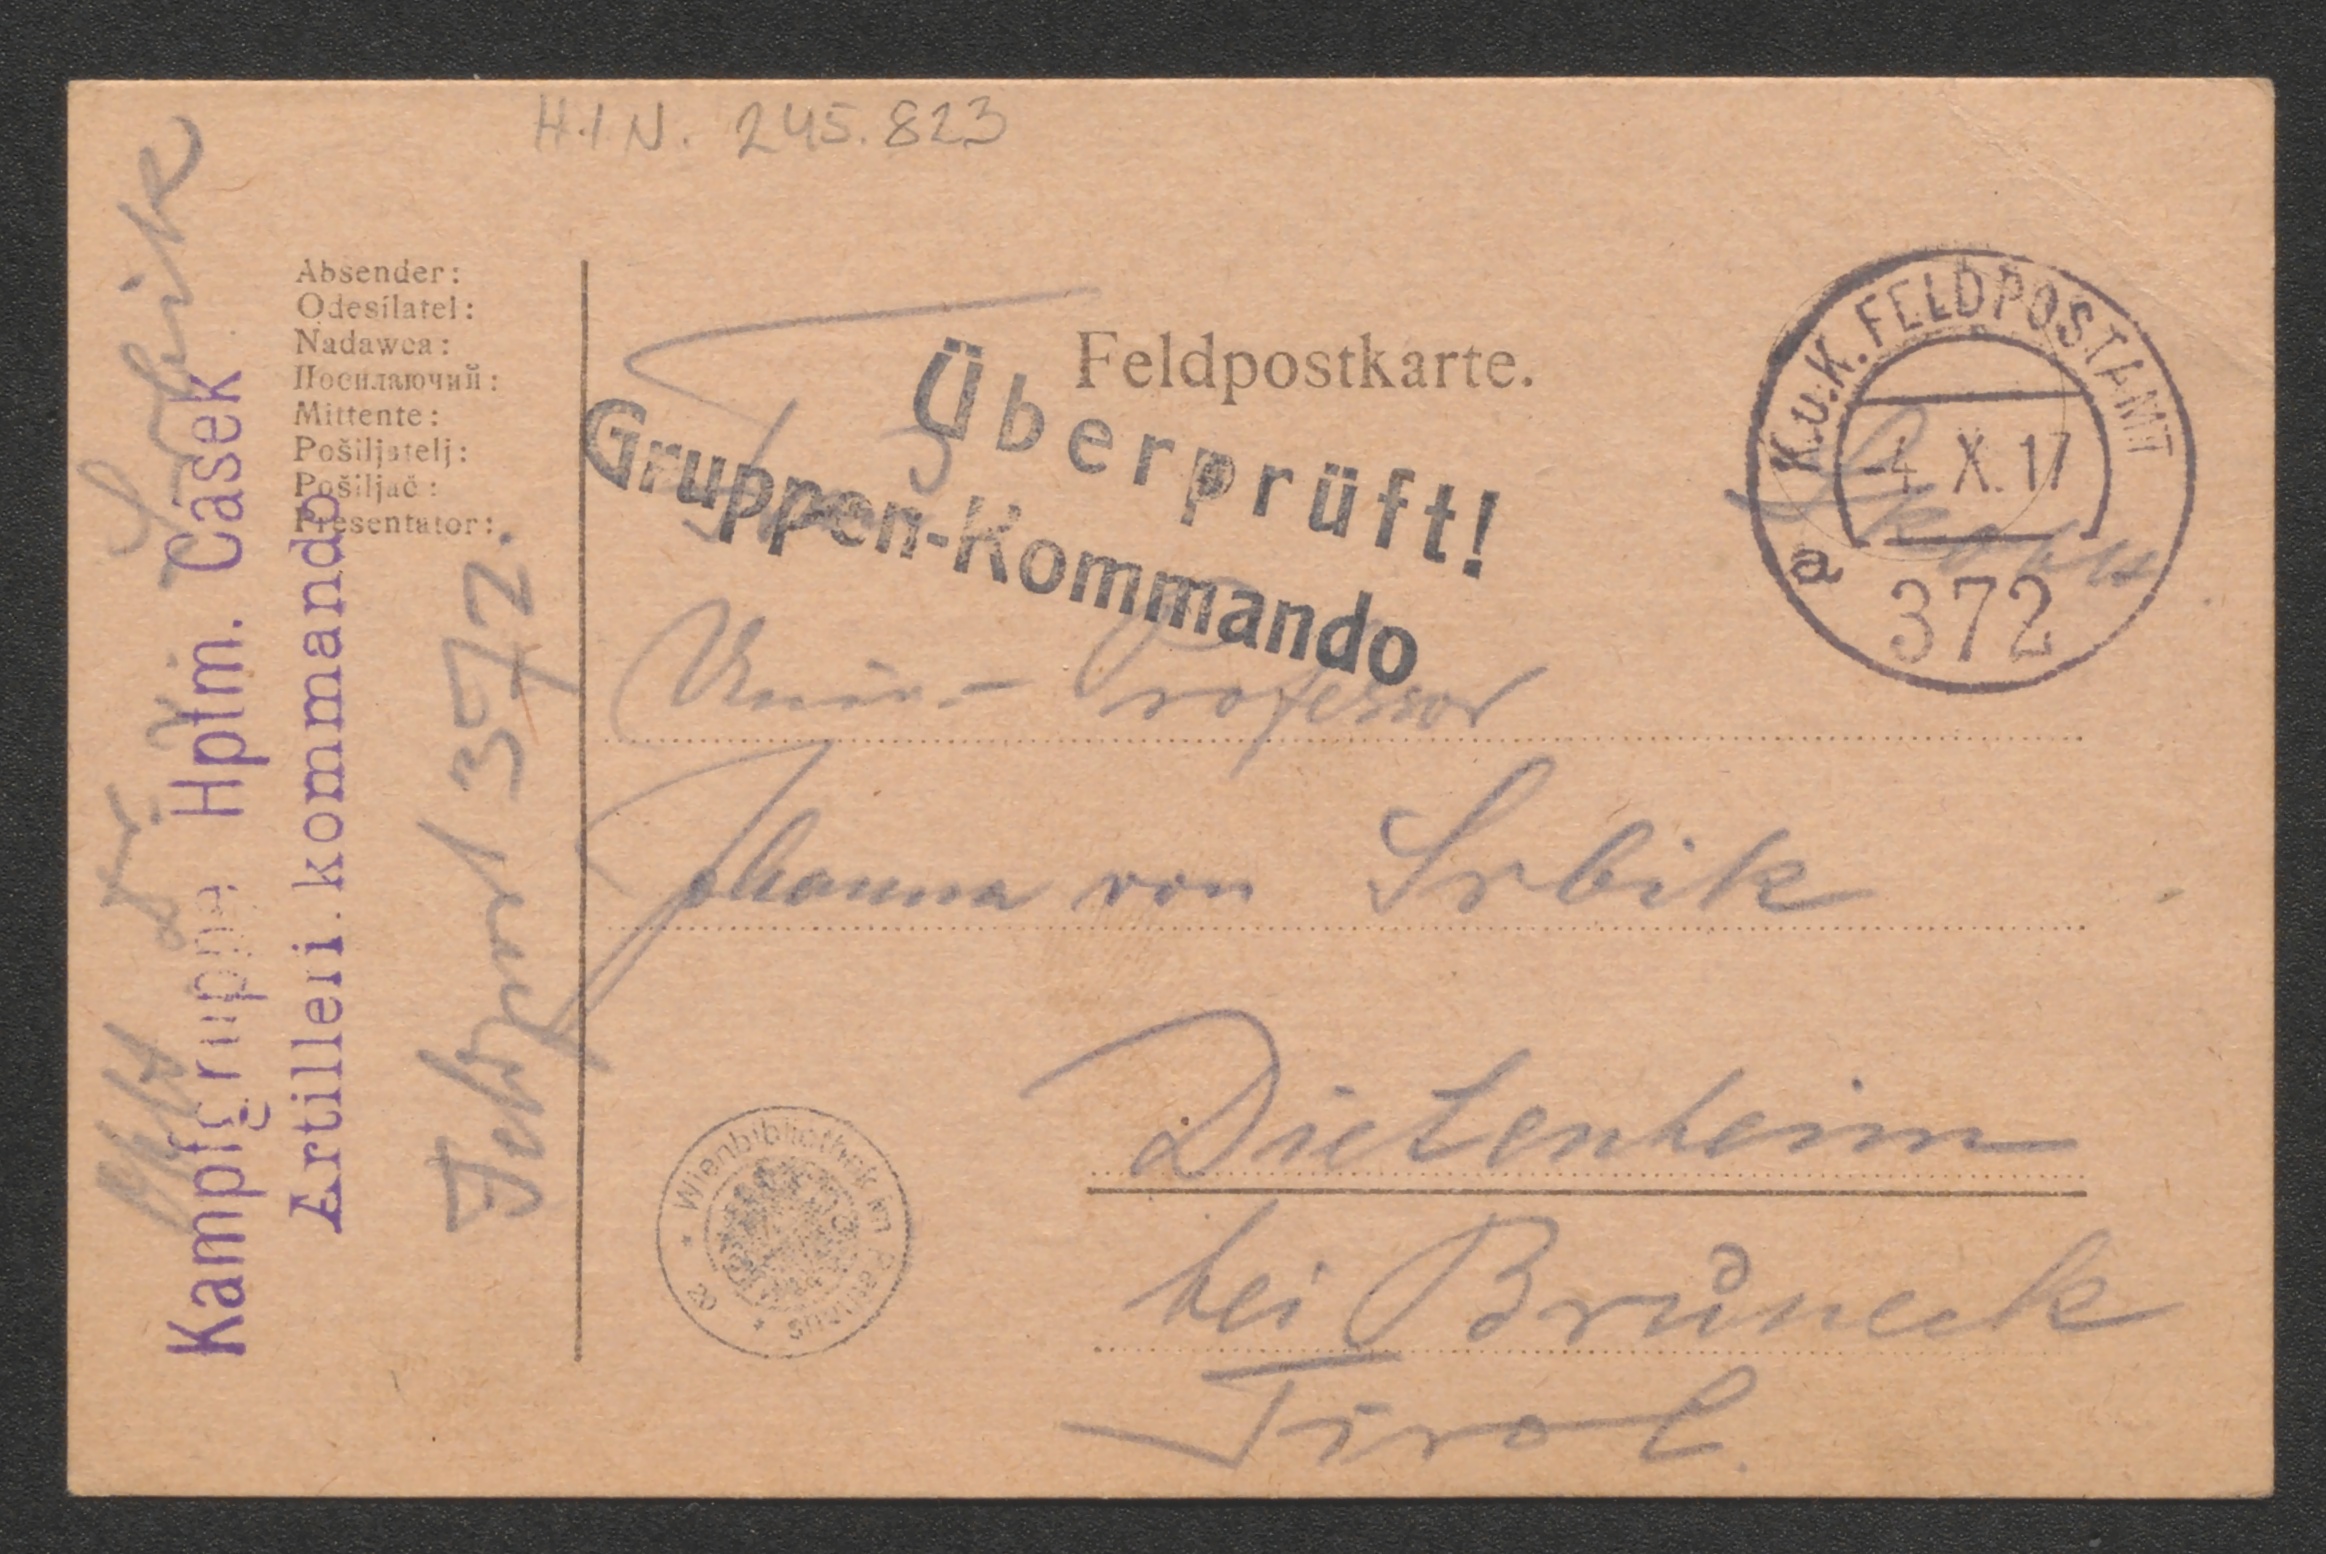 H.I.N. 245.823
Absender:
Odesílatel:
Nadawca:
Посилаючий:
Mittente:
Pošiljatelj:
Pošiljač:
Presentator:
Feldpostkarte.
Überprüft!
Gruppen-Kommando
K.u.K. FELDPOSTAMT
-4. X. 17
a
372
Univ-Professor
Johanna von Srbik
Dietenheim
bei Bruneck
Tirol.
Srbik
Kampfgruppe Hptm. Casek
Artillerikommando
Feldpost 372.
Wienbibliothek im Rathaus